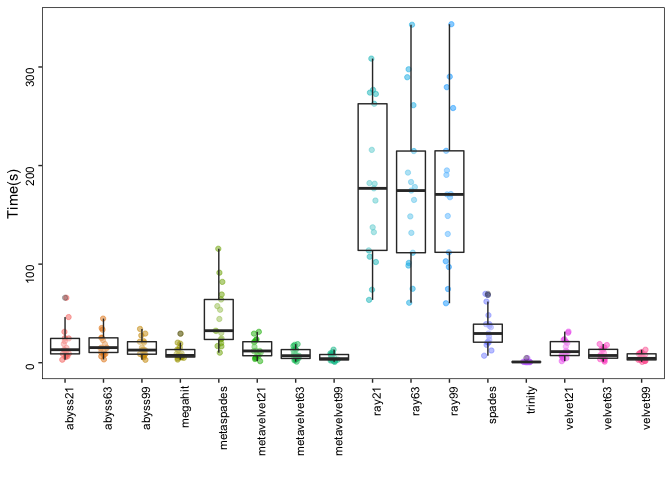 Time(s)
300
200
100
0
abyss21
abyss63
abyss99
megahit
metaspades
metavelvet21
metavelvet63
metavelvet99
ray21
ray63
ray99
spades
trinity
velvet21
velvet63
velvet99